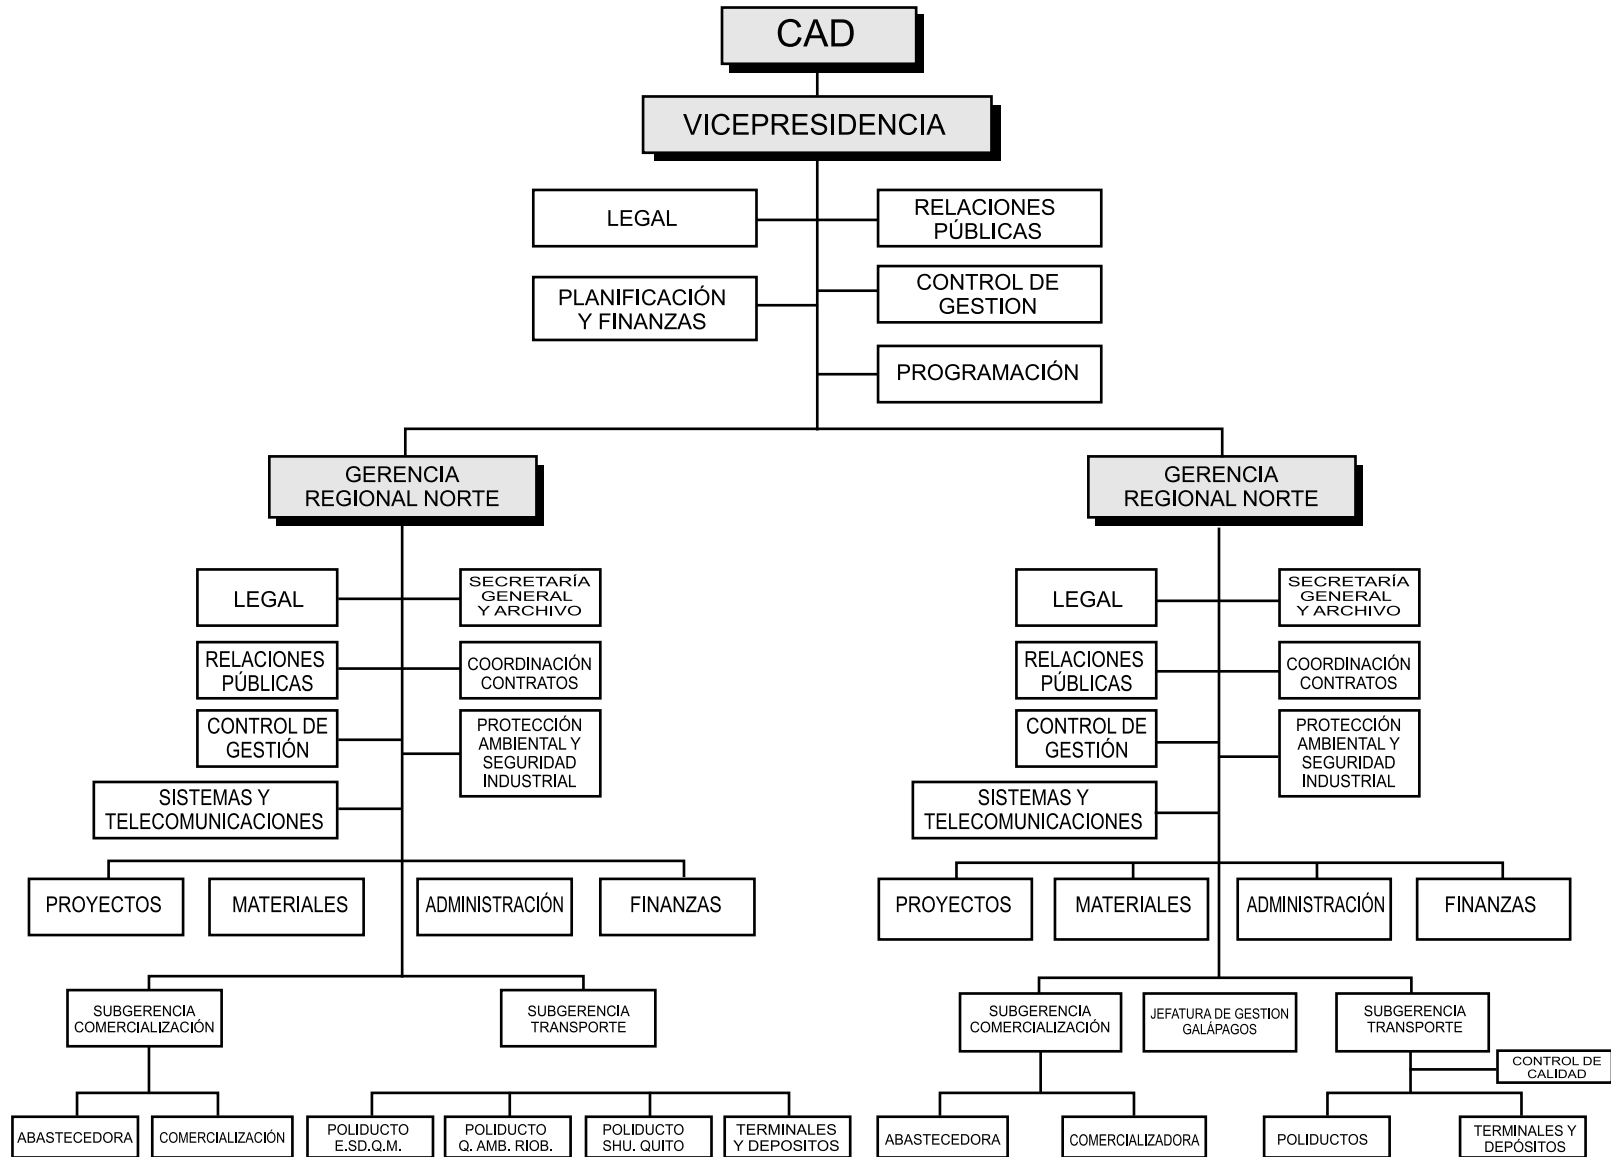 CAD
VICEPRESIDENCIA
LEGAL
RELACIONES
PÚBLICAS
PLANIFICACIÓN
Y FINANZAS
CONTROL DE
GESTION
PROGRAMACIÓN
GERENCIA
REGIONAL NORTE
LEGAL
SECRETARÍA
GENERAL
Y ARCHIVO
RELACIONES
PÚBLICAS
COORDINACIÓN
CONTRATOS
CONTROL DE
GESTIÓN
PROTECCIÓN
AMBIENTAL Y
SEGURIDAD
INDUSTRIAL
SISTEMAS Y
TELECOMUNICACIONES
PROYECTOS
MATERIALES
ADMINISTRACIÓN
FINANZAS
SUBGERENCIA
COMERCIALIZACIÓN
SUBGERENCIA
TRANSPORTE
ABASTECEDORA
COMERCIALIZACIÓN
POLIDUCTO
E.SD.Q.M.
POLIDUCTO
Q. AMB. RIOB.
POLIDUCTO
SHU. QUITO
TERMINALES
Y DEPOSITOS
GERENCIA
REGIONAL NORTE
LEGAL
SECRETARÍA
GENERAL
Y ARCHIVO
RELACIONES
PÚBLICAS
COORDINACIÓN
CONTRATOS
CONTROL DE
GESTIÓN
PROTECCIÓN
AMBIENTAL Y
SEGURIDAD
INDUSTRIAL
SISTEMAS Y
TELECOMUNICACIONES
PROYECTOS
MATERIALES
ADMINISTRACIÓN
FINANZAS
SUBGERENCIA
COMERCIALIZACIÓN
JEFATURA DE GESTION
GALÁPAGOS
SUBGERENCIA
TRANSPORTE
CONTROL DE
CALIDAD
ABASTECEDORA
COMERCIALIZADORA
POLIDUCTOS
TERMINALES Y
DEPÓSITOS